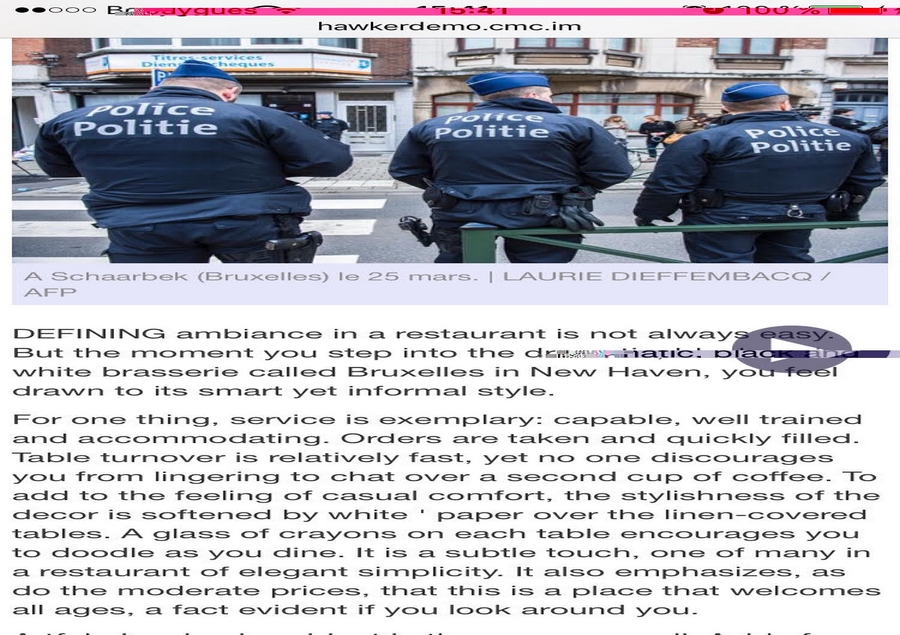 15:41
100 %
hawkerdemo.cmc.im
Titres-services
Dienstencheques
Police
Politie
Police
Politie
Police
Politie
A Schaarbek (Bruxelles) le 25 mars. | LAURIE DIEFFEMBACQ /
AFP
DEFINING ambiance in a restaurant is not always easy.
But the moment you step into the black and
white brasserie called Bruxelles in New Haven, you feel
drawn to its smart yet informal style.
For one thing, service is exemplary: capable, well trained
and accommodating. Orders are taken and quickly filled.
Table turnover is relatively fast, yet no one discourages
you from lingering to chat over a second cup of coffee. To
add to the feeling of casual comfort, the stylishness of the
decor is softened by white ' paper over the linen-covered
tables. A glass of crayons on each table encourages you
to doodle as you dine. It is a subtle touch, one of many in
a restaurant of elegant simplicity. It also emphasizes, as
do the moderate prices, that this is a place that welcomes
all ages, a fact evident if you look around you.